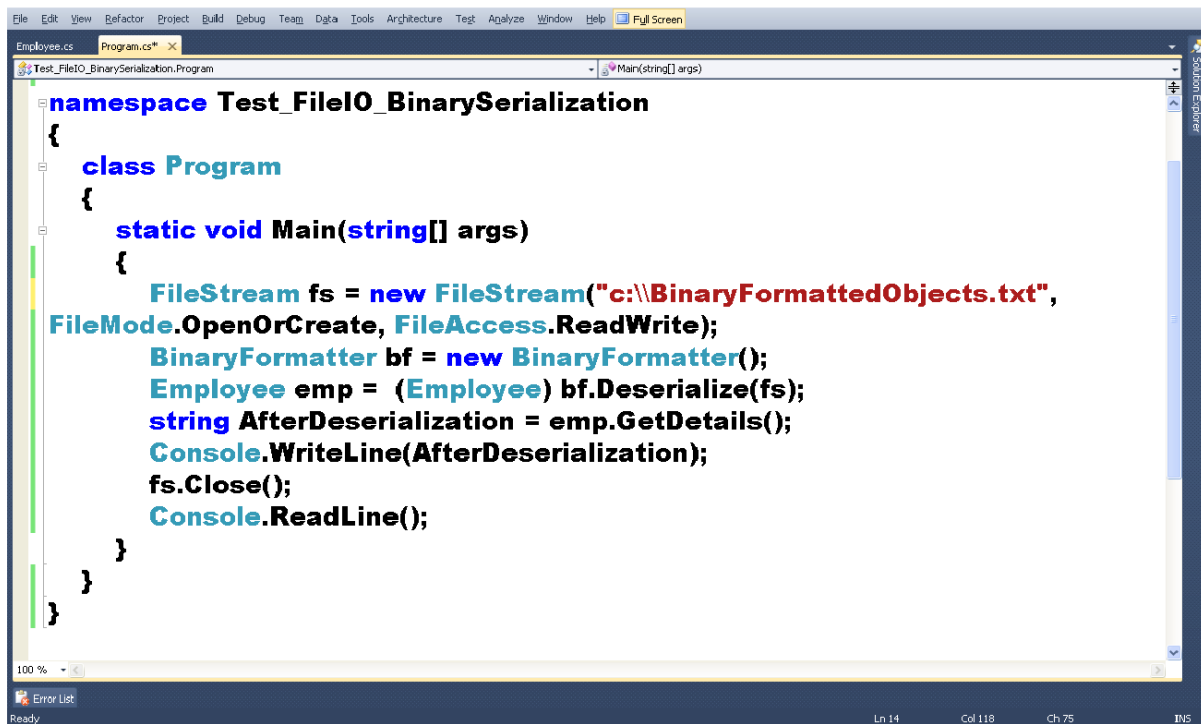 File Edit View Refactor Project Build Debug Team Data Tools Architecture Test Analyze Window Help Full Screen
Employee.cs Program.cs*
Test_FileIO_BinarySerialization.Program Main(string[] args)
Solution Explorer
namespace Test_FileIO_BinarySerialization
{
class Program
{
static void Main(string[] args)
{
FileStream fs = new FileStream("c:\\BinaryFormattedObjects.txt",
FileMode.OpenOrCreate, FileAccess.ReadWrite);
BinaryFormatter bf = new BinaryFormatter();
Employee emp = (Employee) bf.Deserialize(fs);
string AfterDeserialization = emp.GetDetails();
Console.WriteLine(AfterDeserialization);
fs.Close();
Console.ReadLine();
}
}
}
100 %
Error List
Ready Ln 14 Col 118 Ch 75 INS